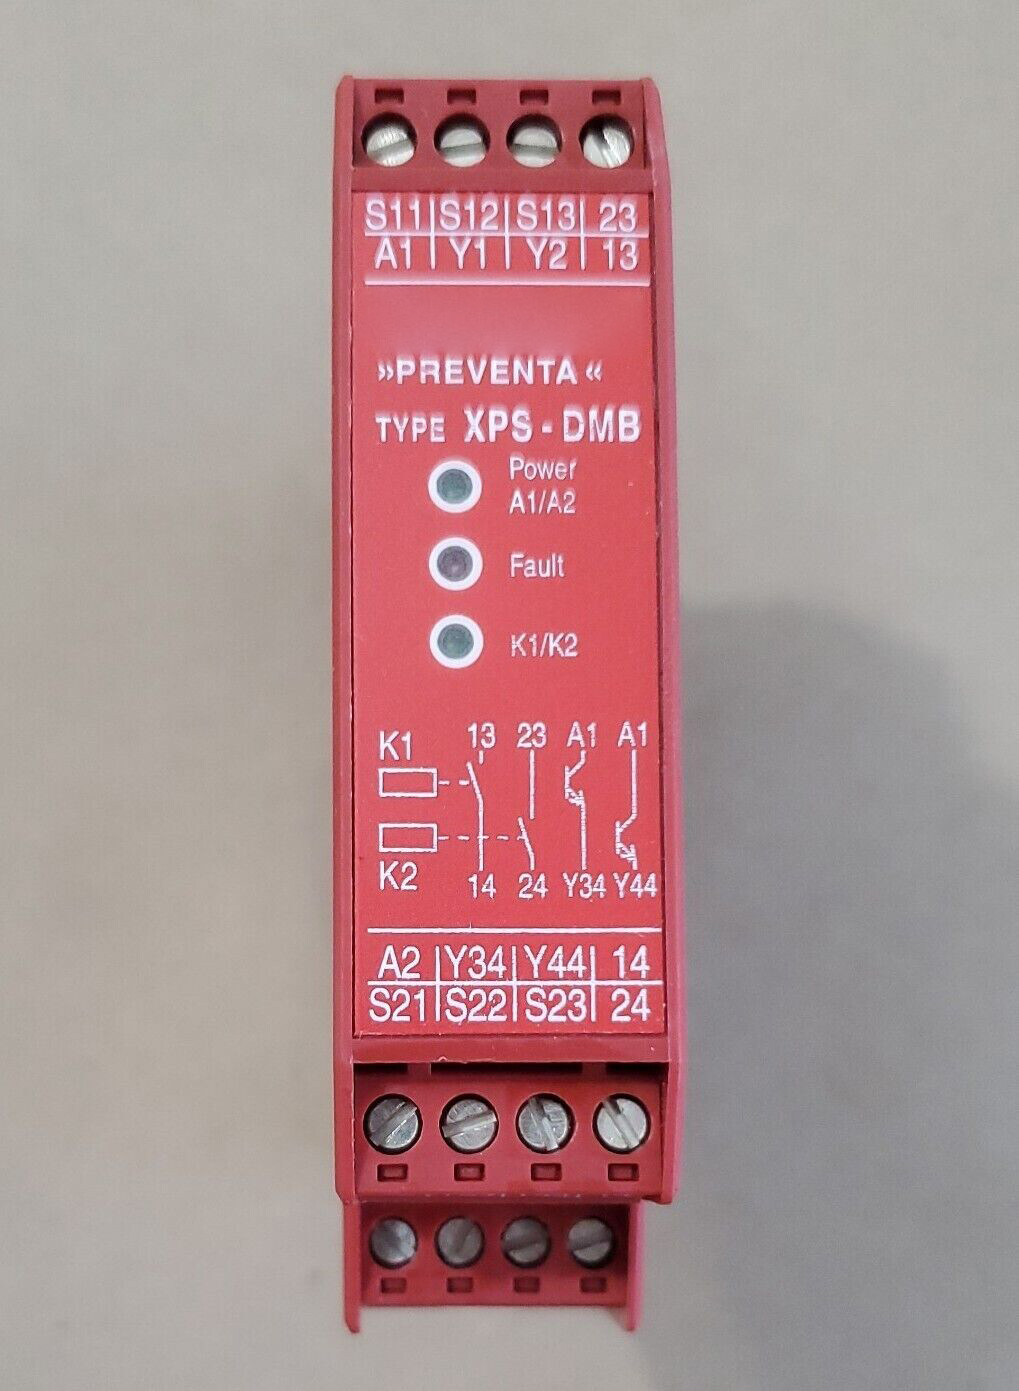 S11 S12 S13 23
A1 Y1 Y2 13
»PREVENTA«
TYPE XPS - DMB
Power
A1/A2
Fault
K1/K2
K1 13 23 A1 A1
K2 14 24 Y34 Y44
A2 Y34 Y44 14
S21 S22 S23 24